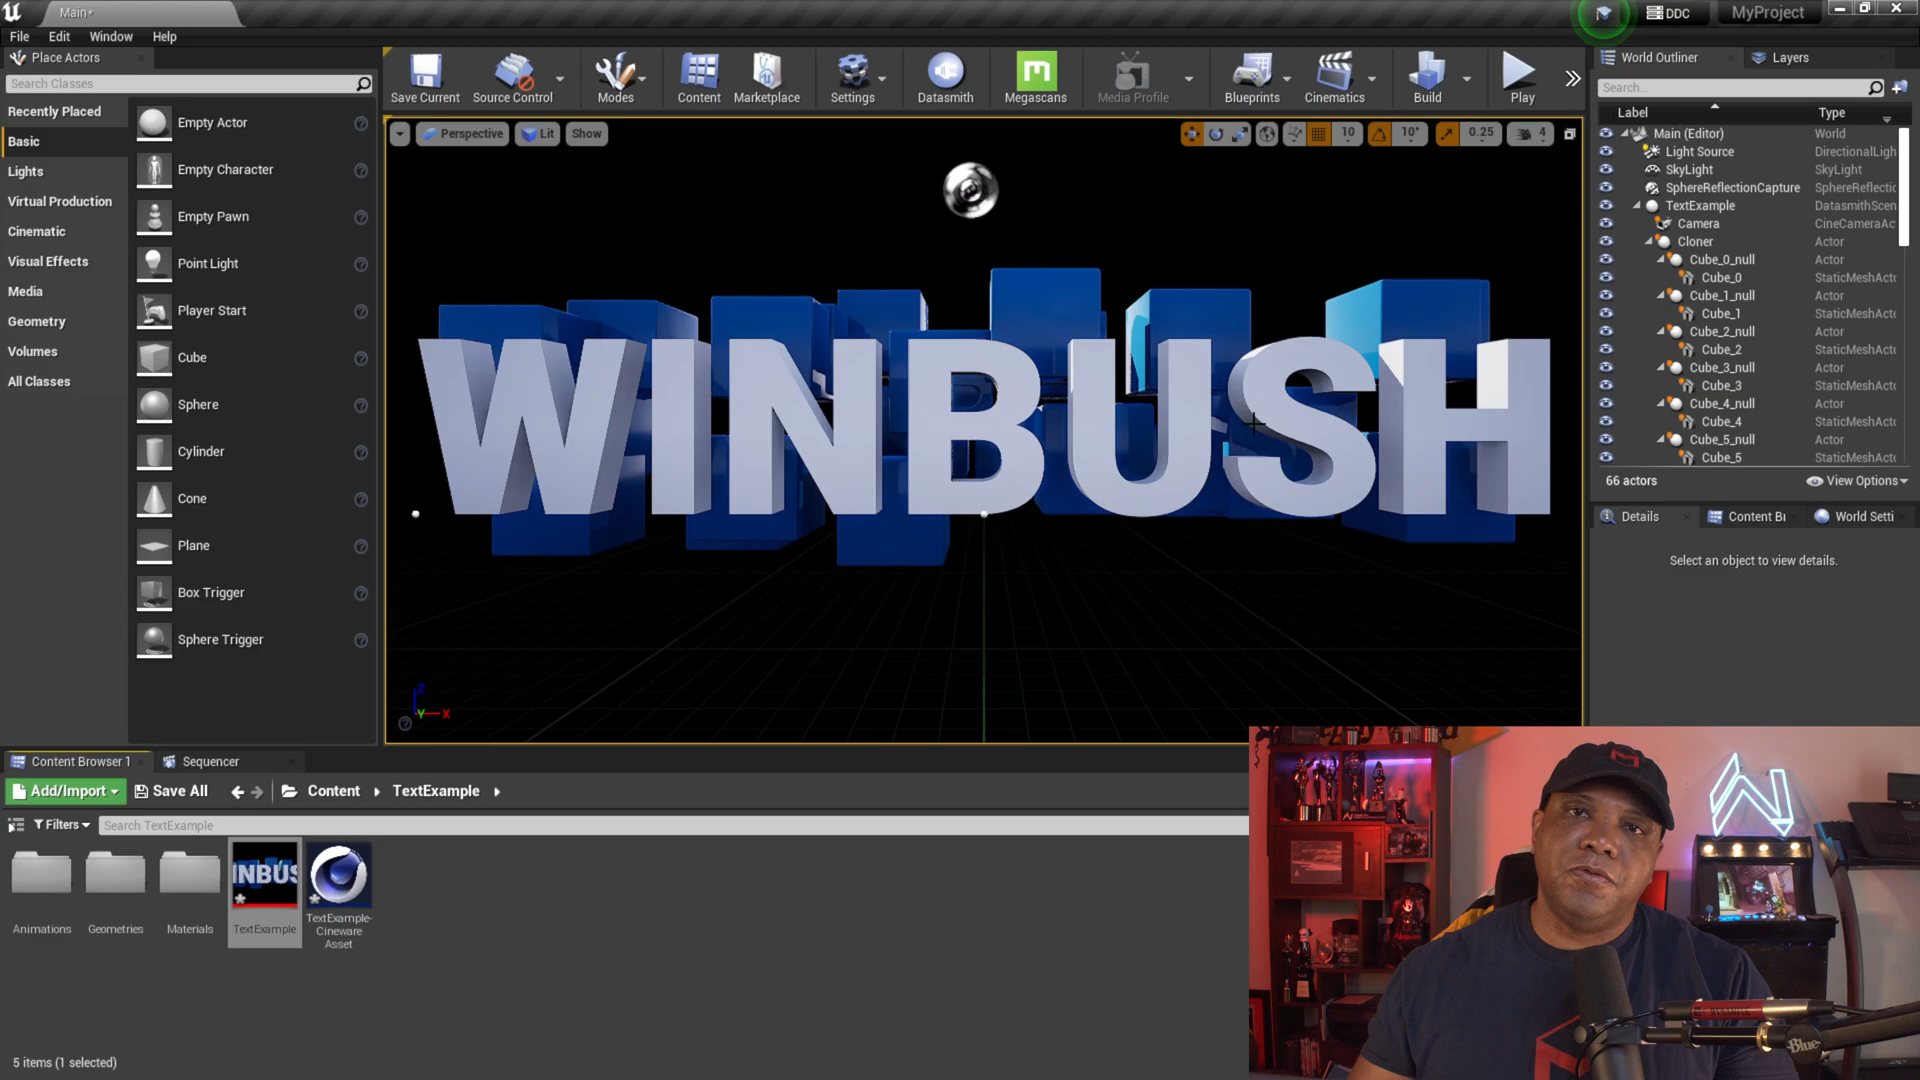 Main*
DDC
MyProject
File Edit Window Help
Place Actors
Search Classes
Recently Placed
Basic
Lights
Virtual Production
Cinematic
Visual Effects
Media
Geometry
Volumes
All Classes
Empty Actor
Empty Character
Empty Pawn
Point Light
Player Start
Cube
Sphere
Cylinder
Cone
Plane
Box Trigger
Sphere Trigger
Save Current Source Control Modes Content Marketplace Settings Datasmith Megascans Media Profile Blueprints Cinematics Build Play
Perspective Lit Show
10 10° 0.25 4
WINBUSH
Z
Y X
World Outliner Layers
Search...
Label Type
Main (Editor) World
Light Source DirectionalLigh
SkyLight SkyLight
SphereReflectionCapture SphereReflectic
TextExample DatasmithScen
Camera CineCameraAc
Cloner Actor
Cube_0_null Actor
Cube_0 StaticMeshActo
Cube_1_null Actor
Cube_1 StaticMeshActo
Cube_2_null Actor
Cube_2 StaticMeshActo
Cube_3_null Actor
Cube_3 StaticMeshActo
Cube_4_null Actor
Cube_4 StaticMeshActo
Cube_5_null Actor
Cube_5 StaticMeshActo
66 actors View Options
Details Content Br World Setti
Select an object to view details.
Content Browser 1 Sequencer
Add/Import Save All Content TextExample
Filters Search TextExample
INBUS
Animations Geometries Materials TextExample TextExample-
Cineware
Asset
5 items (1 selected)
Blue